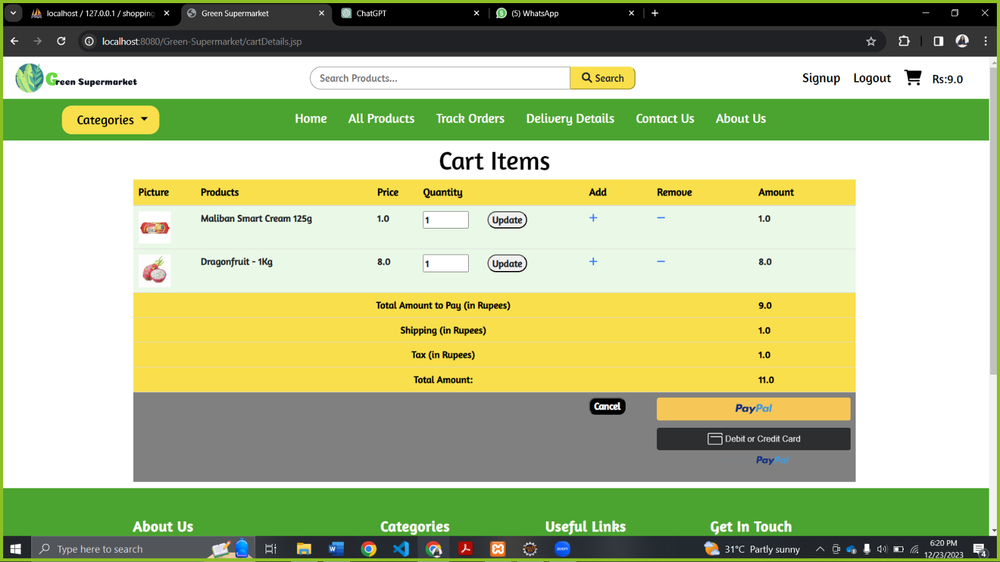 localhost / 127.0.0.1 / shopping
Green Supermarket
ChatGPT
(5) WhatsApp
localhost:8080/Green-Supermarket/cartDetails.jsp
Green Supermarket
Search Products...
Search
Signup
Logout
Rs:9.0
Categories
Home
All Products
Track Orders
Delivery Details
Contact Us
About Us
Cart Items
Picture Products Price Quantity Add Remove Amount
Maliban Smart Cream 125g 1.0 1 Update + − 1.0
Dragonfruit - 1Kg 8.0 1 Update + − 8.0
Total Amount to Pay (in Rupees) 9.0
Shipping (in Rupees) 1.0
Tax (in Rupees) 1.0
Total Amount: 11.0
Cancel
PayPal
Debit or Credit Card
PayPal
About Us
Categories
Useful Links
Get In Touch
Type here to search
zoom
31°C Partly sunny
6:20 PM
12/23/2023
4